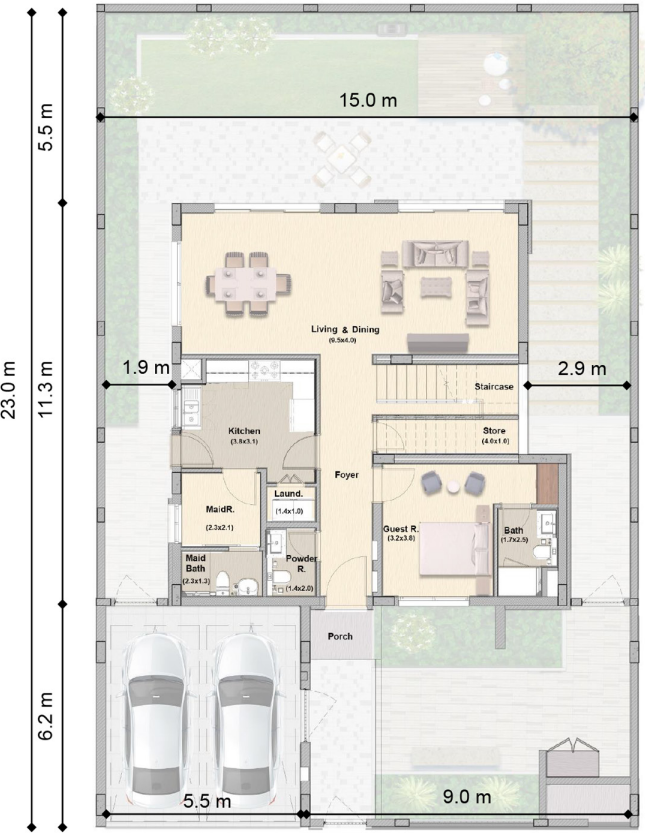 15.0 m
5.5 m
23.0 m
11.3 m
6.2 m
1.9 m
2.9 m
Living & Dining
(9.5x4.0)
Staircase
Kitchen
(3.8x3.1)
Store
(4.0x1.0)
Foyer
MaidR.
(2.3x2.1)
Laund.
(1.4x1.0)
Guest R.
(3.2x3.8)
Bath
(1.7x2.5)
Maid
Bath
(2.3x1.3)
Powder
R.
(1.4x2.0)
Porch
5.5 m
9.0 m